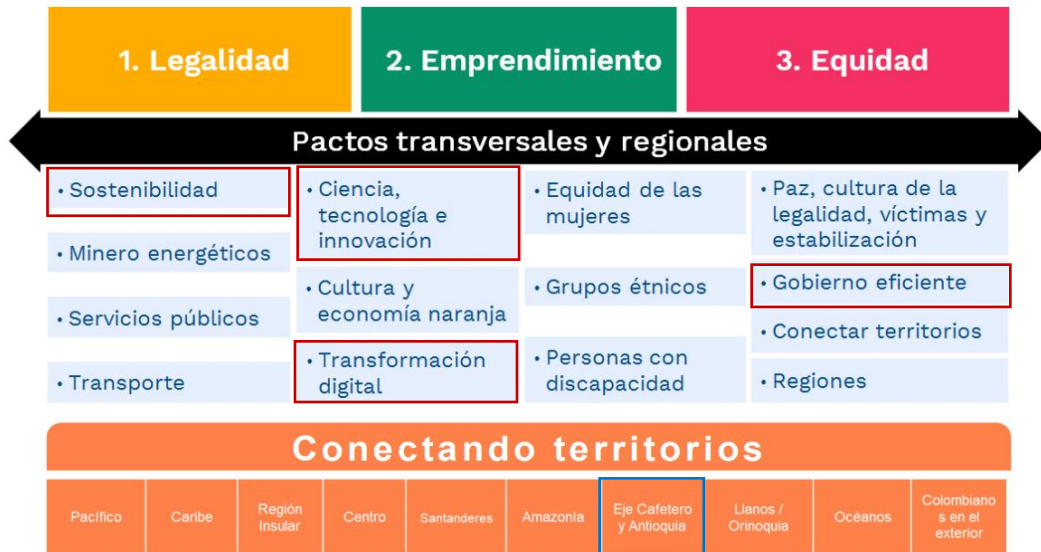 1. Legalidad
2. Emprendimiento
3. Equidad
Pactos transversales y regionales
• Sostenibilidad
• Minero energéticos
• Servicios públicos
• Transporte
• Ciencia,
tecnología e
innovación
• Cultura y
economía naranja
• Transformación
digital
• Equidad de las
mujeres
• Grupos étnicos
• Personas con
discapacidad
• Paz, cultura de la
legalidad, víctimas y
estabilización
• Gobierno eficiente
• Conectar territorios
• Regiones
Conectando territorios
Pacífico
Caribe
Región
Insular
Centro
Santanderes
Amazonía
Eje Cafetero
y Antioquia
Llanos /
Orinoquia
Océanos
Colombiano
s en el
exterior